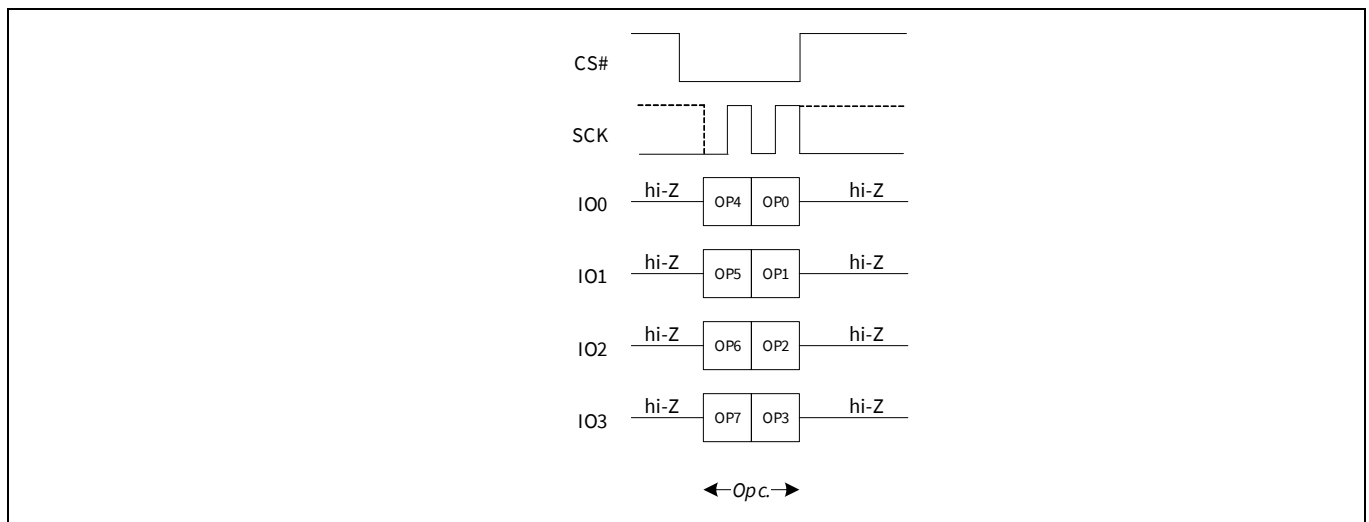 CS#
SCK
IO0 hi-Z OP4 OP0 hi-Z
IO1 hi-Z OP5 OP1 hi-Z
IO2 hi-Z OP6 OP2 hi-Z
IO3 hi-Z OP7 OP3 hi-Z
Opc.